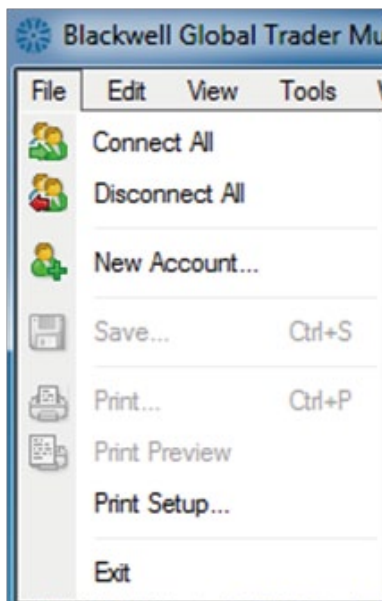 Blackwell Global Trader Mu
File Edit View Tools
Connect All
Disconnect All
New Account...
Save... Ctrl+S
Print... Ctrl+P
Print Preview
Print Setup...
Exit